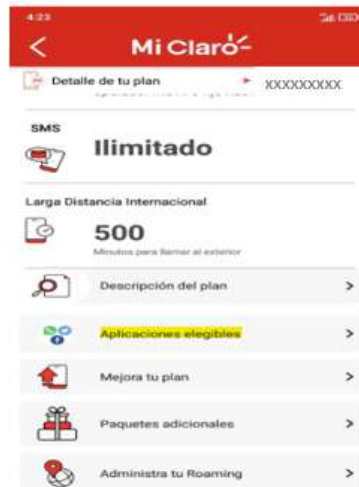 4:23
Mi Claro
Detalle de tu plan XXXXXXXXX
SMS
Ilimitado
Larga Distancia Internacional
500
Minutos para llamar al exterior
Descripción del plan
Aplicaciones elegibles
Mejora tu plan
Paquetes adicionales
Administra tu Roaming